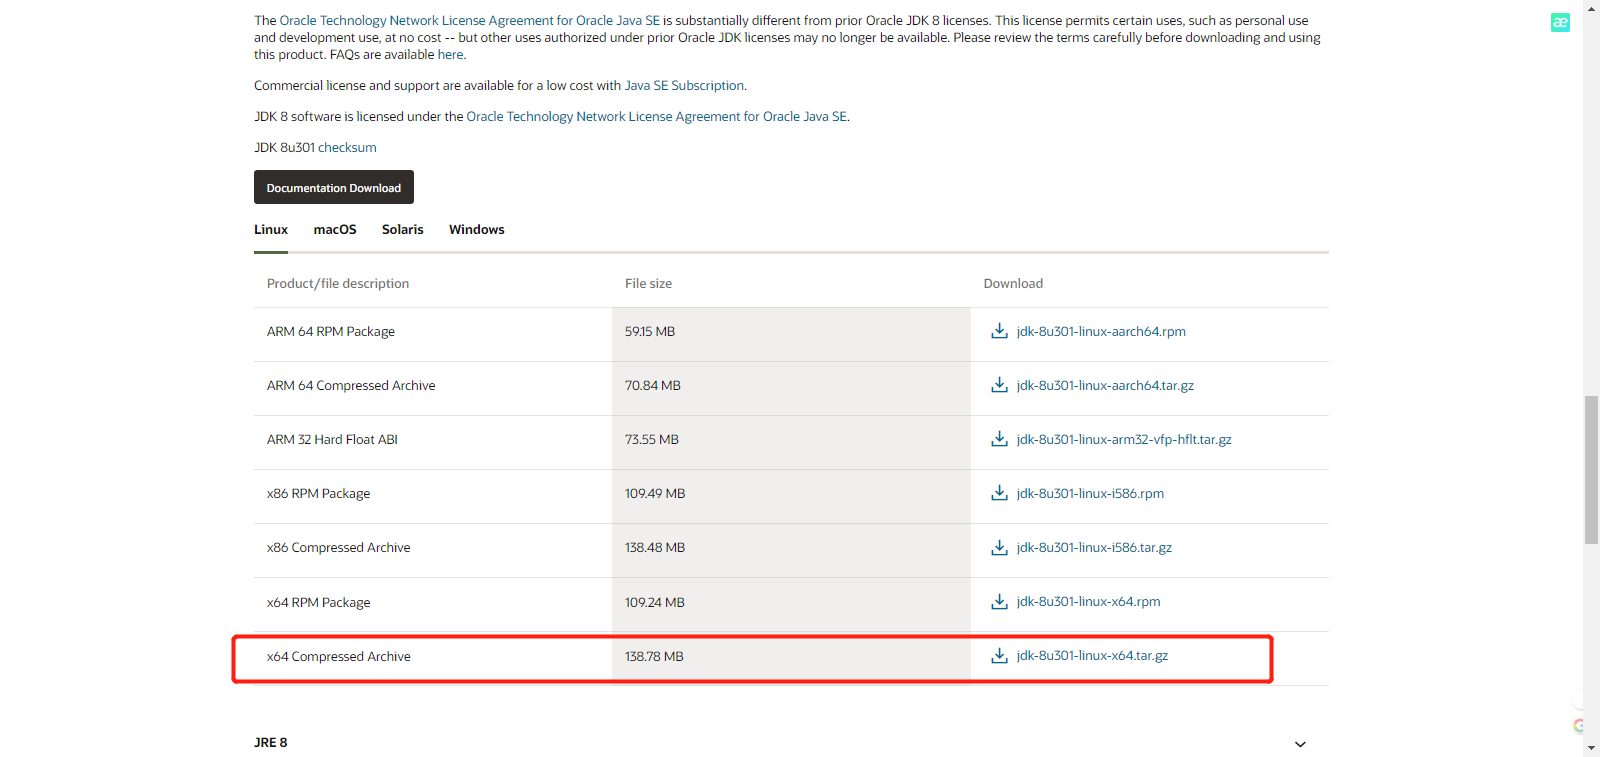 The Oracle Technology Network License Agreement for Oracle Java SE is substantially different from prior Oracle JDK 8 licenses. This license permits certain uses, such as personal use
and development use, at no cost -- but other uses authorized under prior Oracle JDK licenses may no longer be available. Please review the terms carefully before downloading and using
this product. FAQs are available here.
Commercial license and support are available for a low cost with Java SE Subscription.
JDK 8 software is licensed under the Oracle Technology Network License Agreement for Oracle Java SE.
JDK 8u301 checksum
Documentation Download
Linux macOS Solaris Windows
Product/file description File size Download
ARM 64 RPM Package 59.15 MB jdk-8u301-linux-aarch64.rpm
ARM 64 Compressed Archive 70.84 MB jdk-8u301-linux-aarch64.tar.gz
ARM 32 Hard Float ABI 73.55 MB jdk-8u301-linux-arm32-vfp-hflt.tar.gz
x86 RPM Package 109.49 MB jdk-8u301-linux-i586.rpm
x86 Compressed Archive 138.48 MB jdk-8u301-linux-i586.tar.gz
x64 RPM Package 109.24 MB jdk-8u301-linux-x64.rpm
x64 Compressed Archive 138.78 MB jdk-8u301-linux-x64.tar.gz
JRE 8
æ